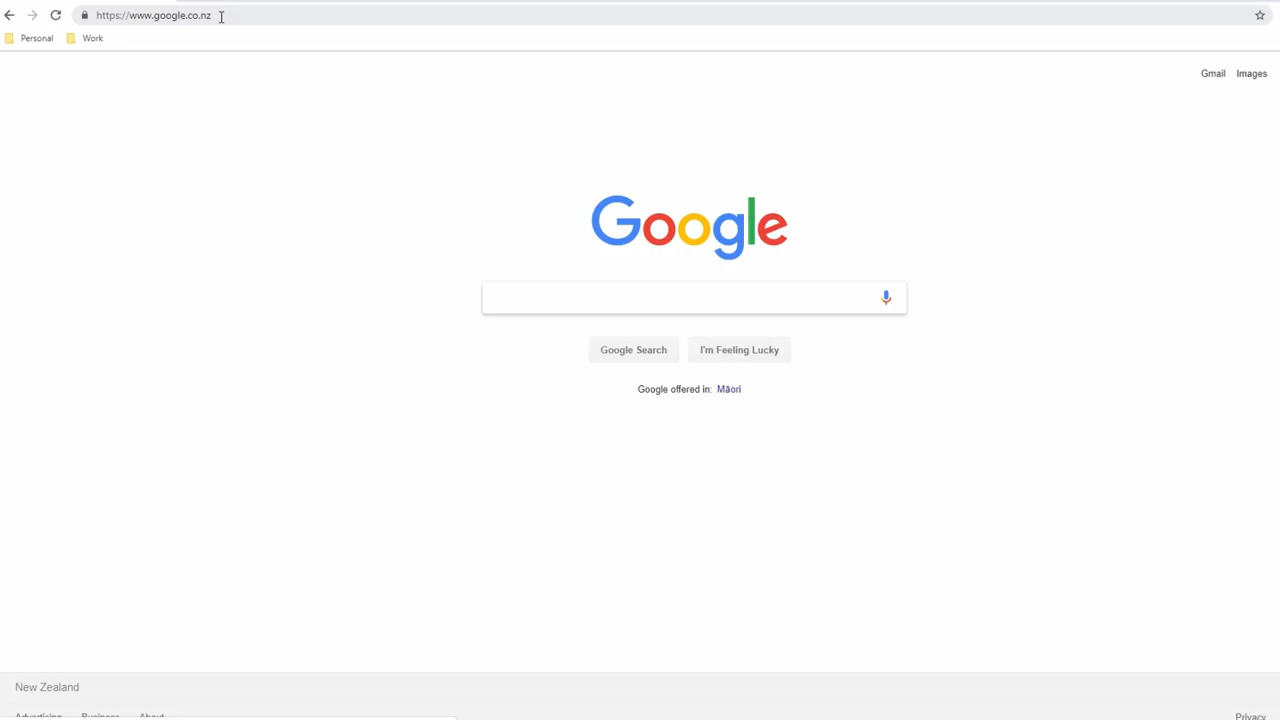 https://www.google.co.nz
Personal Work
Gmail Images
Google
Google Search I'm Feeling Lucky
Google offered in: Māori
New Zealand
Advertising Business About Privacy